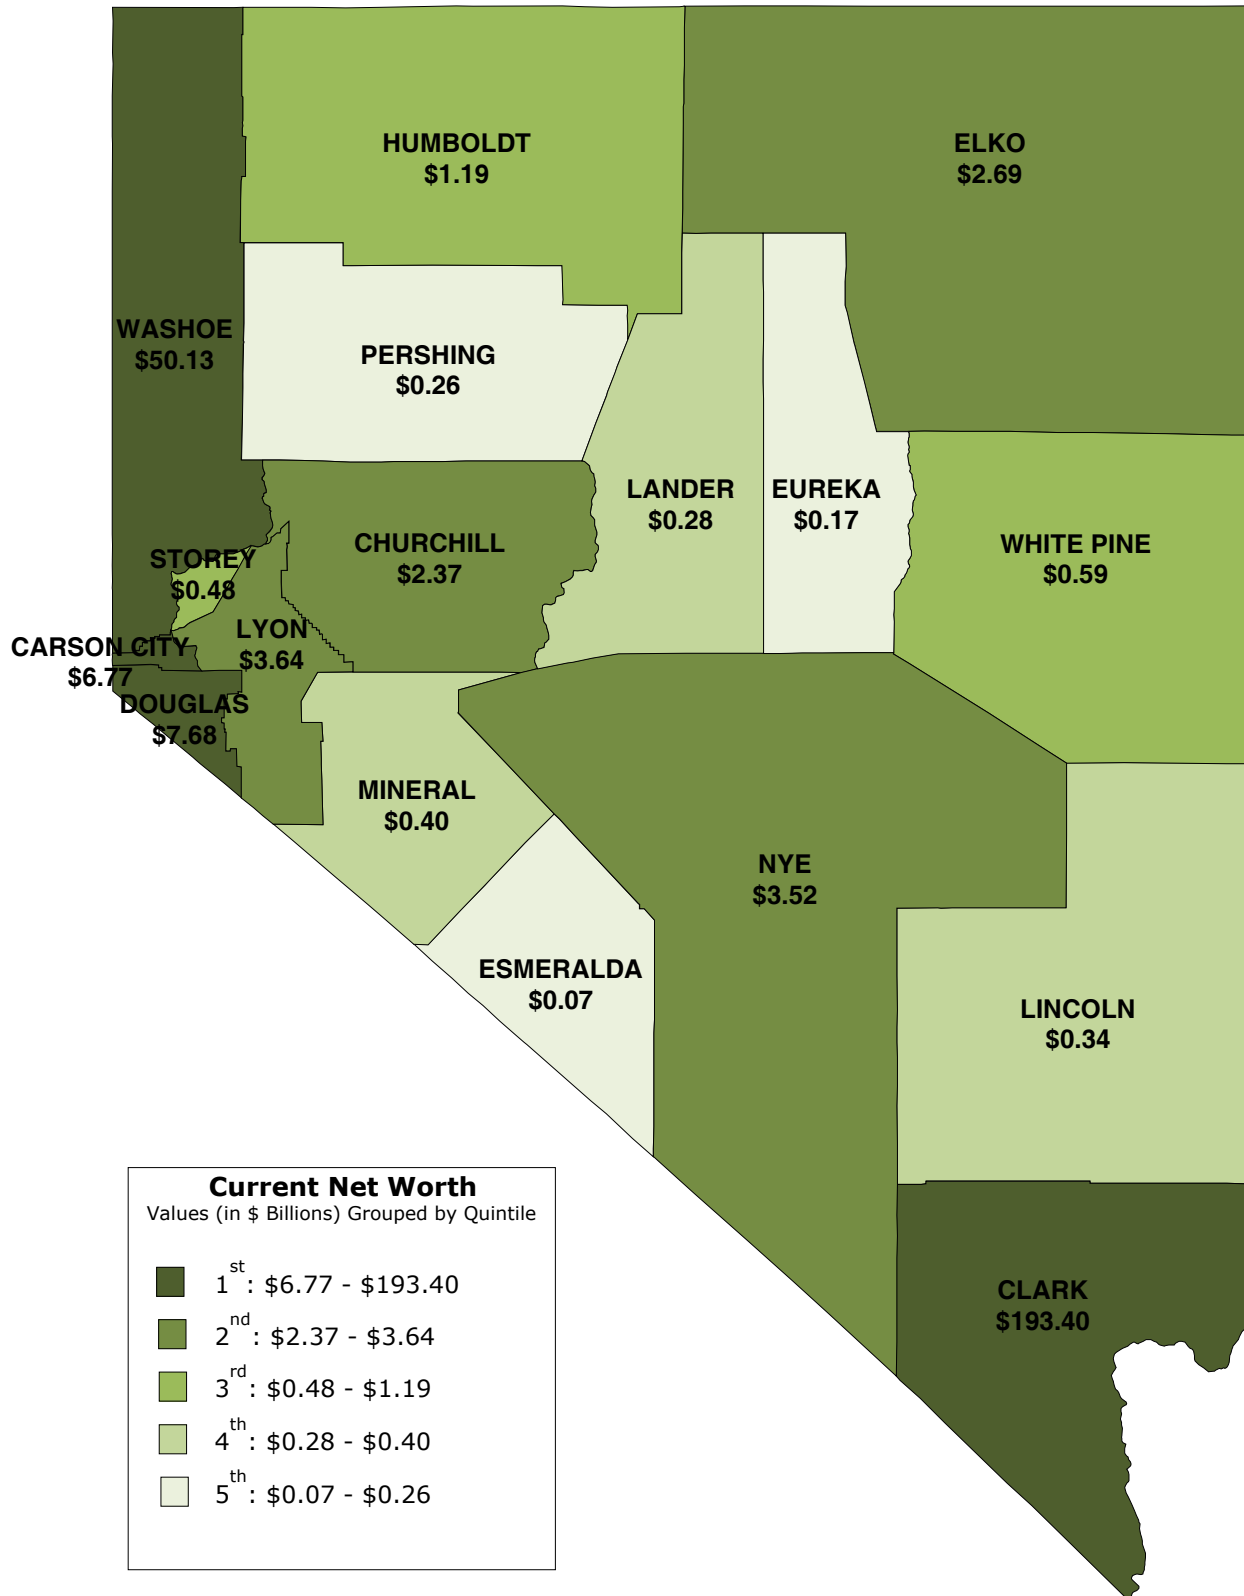 HUMBOLDT
$1.19
ELKO
$2.69
WASHOE
$50.13
PERSHING
$0.26
LANDER
$0.28
EUREKA
$0.17
CHURCHILL
$2.37
WHITE PINE
$0.59
STOREY
$0.48
LYON
$3.64
CARSON CITY
$6.77
DOUGLAS
$7.68
MINERAL
$0.40
NYE
$3.52
ESMERALDA
$0.07
LINCOLN
$0.34
CLARK
$193.40
Current Net Worth
Values (in $ Billions) Grouped by Quintile
1st: $6.77 - $193.40
2nd: $2.37 - $3.64
3rd: $0.48 - $1.19
4th: $0.28 - $0.40
5th: $0.07 - $0.26